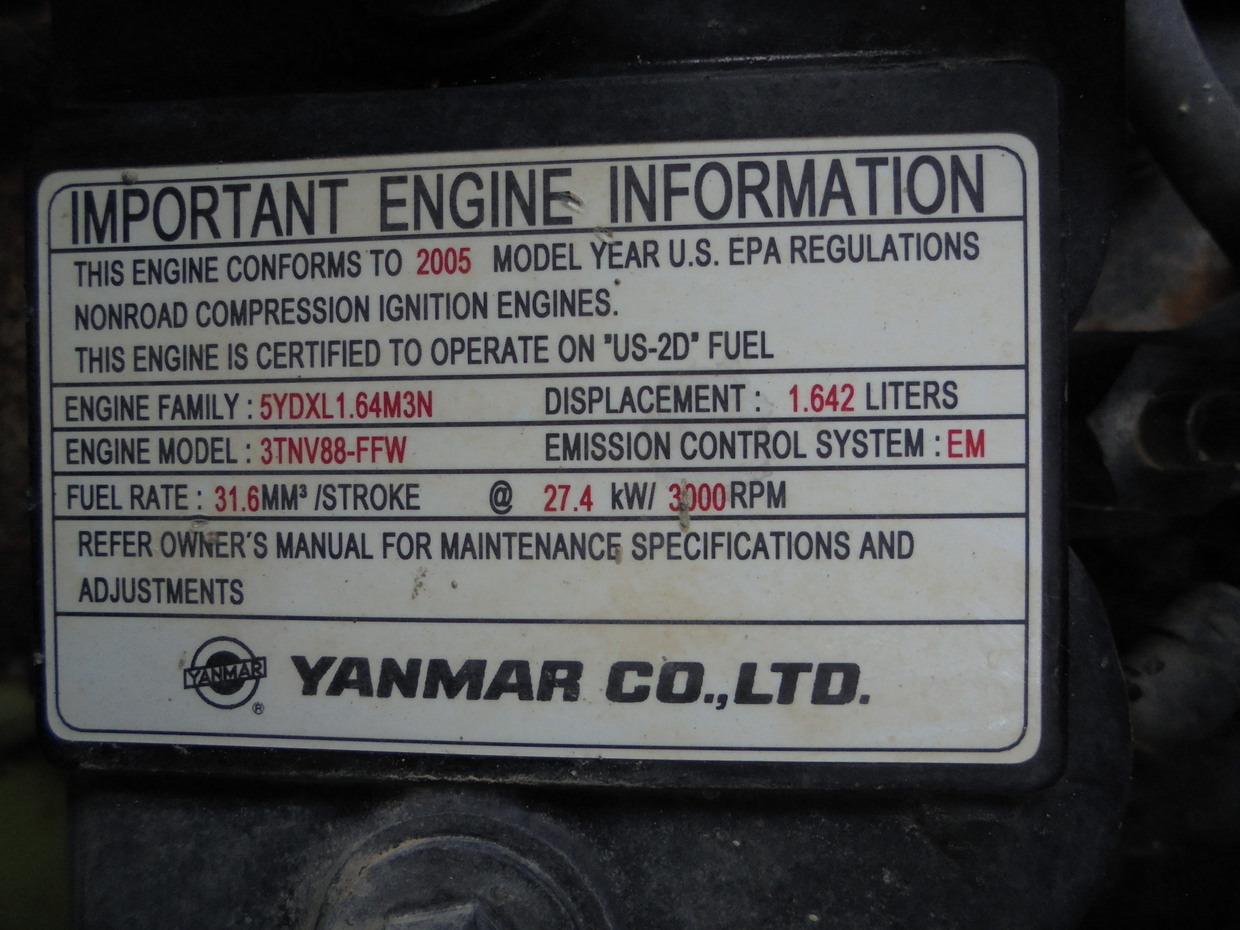 IMPORTANT ENGINE INFORMATION
THIS ENGINE CONFORMS TO 2005 MODEL YEAR U.S. EPA REGULATIONS
NONROAD COMPRESSION IGNITION ENGINES.
THIS ENGINE IS CERTIFIED TO OPERATE ON "US-2D" FUEL
ENGINE FAMILY : 5YDXL1.64M3N DISPLACEMENT : 1.642 LITERS
ENGINE MODEL : 3TNV88-FFW EMISSION CONTROL SYSTEM : EM
FUEL RATE : 31.6MM³ /STROKE @ 27.4 kW/ 3000RPM
REFER OWNER'S MANUAL FOR MAINTENANCE SPECIFICATIONS AND
ADJUSTMENTS
YANMAR ® YANMAR CO.,LTD.